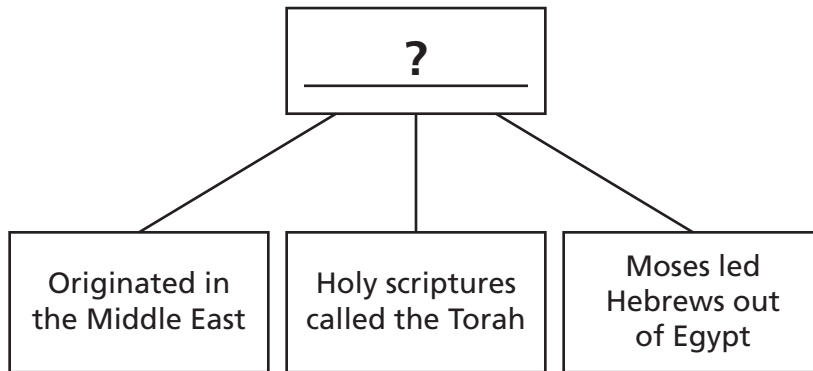 ?
Originated in
the Middle East
Holy scriptures
called the Torah
Moses led
Hebrews out
of Egypt